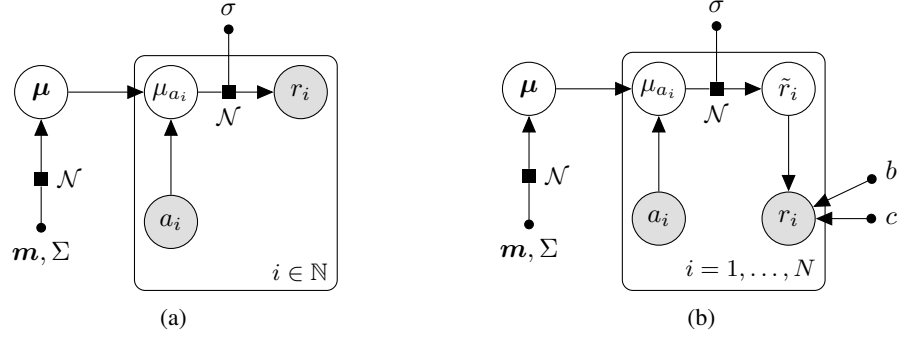 σ
μ
μ_{a_i}
r_i
𝒩
𝒩
a_i
m, Σ
i ∈ ℕ
(a)
σ
μ
μ_{a_i}
r̃_i
𝒩
𝒩
b
a_i
r_i
c
m, Σ
i = 1, . . . , N
(b)